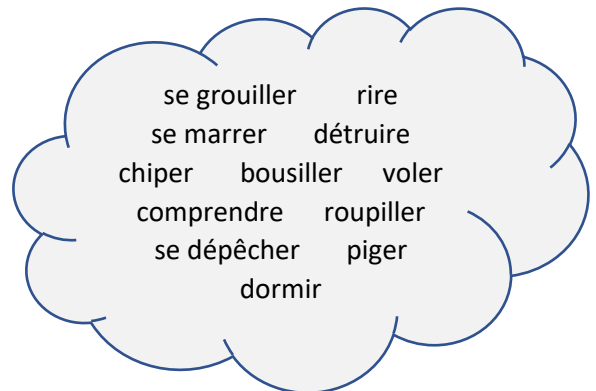 se grouiller rire
se marrer détruire
chiper bousiller voler
comprendre roupiller
se dépêcher piger
dormir